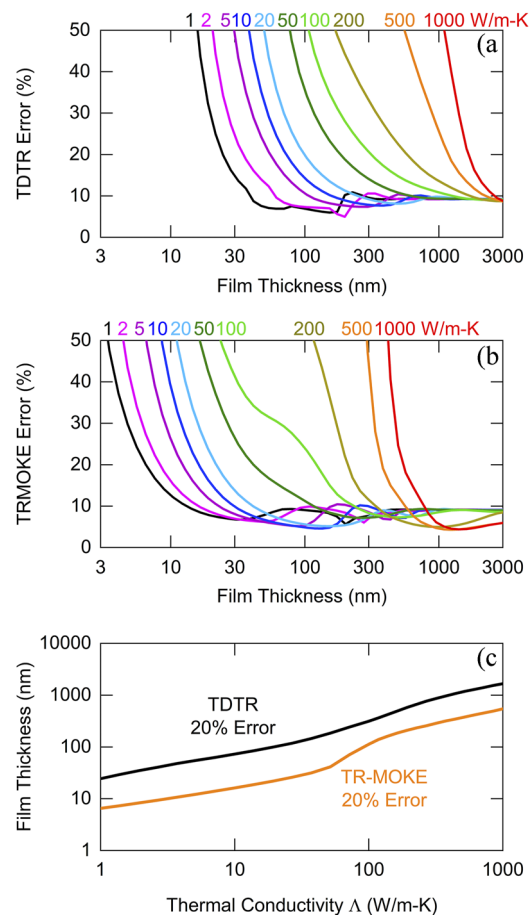 1 2 5 10 20 50 100 200 500 1000 W/m-K
(a)
50
40
30
20
10
0
TDTR Error (%)
3 10 30 100 300 1000 3000
Film Thickness (nm)
1 2 5 10 20 50 100 200 500 1000 W/m-K
(b)
50
40
30
20
10
0
TRMOKE Error (%)
3 10 30 100 300 1000 3000
Film Thickness (nm)
(c
10000
1000
100
10
1
Film Thickness (nm)
TDTR
20% Error
TR-MOKE
20% Error
1 10 100 1000
Thermal Conductivity Λ (W/m-K)